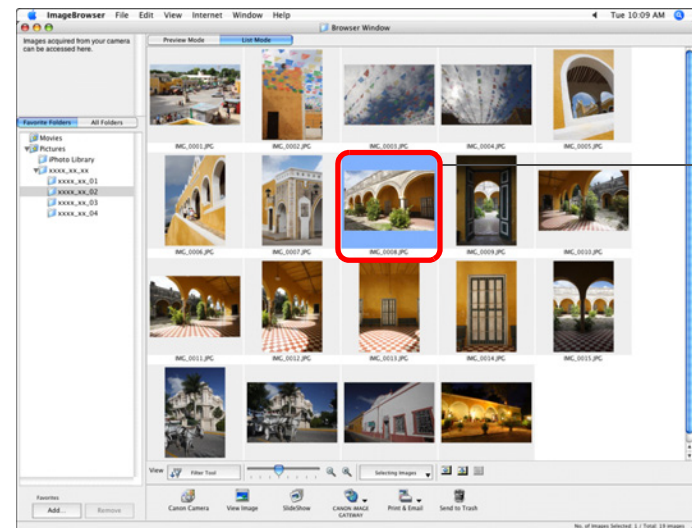 ImageBrowser File Edit View Internet Window Help
Tue 10:09 AM
Browser Window
Images acquired from your camera
can be accessed here.
Preview Mode
List Mode
Favorite Folders
All Folders
Movies
Pictures
iPhoto Library
xxxx_xx_xx
xxxx_xx_01
xxxx_xx_02
xxxx_xx_03
xxxx_xx_04
IMG_0001.JPG
IMG_0002.JPG
IMG_0003.JPG
IMG_0004.JPG
IMG_0005.JPG
IMG_0006.JPG
IMG_0007.JPG
IMG_0008.JPG
IMG_0009.JPG
IMG_0010.JPG
IMG_0011.JPG
IMG_0012.JPG
IMG_0013.JPG
IMG_0014.JPG
IMG_0015.JPG
View
Filter Tool
Selecting Images
Favorites
Add...
Remove
Canon Camera
View Image
SlideShow
CANON iMAGE
GATEWAY
Print & Email
Send to Trash
No. of Images Selected: 1 / Total: 19 images